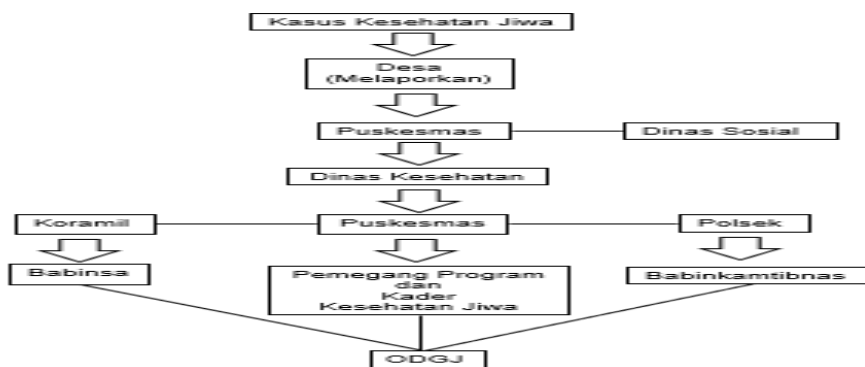 Kasus Kesehatan Jiwa
Desa
(Melaporkan)
Puskesmas
Dinas Sosial
Dinas Kesehatan
Koramil
Puskesmas
Polsek
Babinsa
Pemegang Program
dan
Kader
Kesehatan Jiwa
Babinkamtibnas
ODGJ